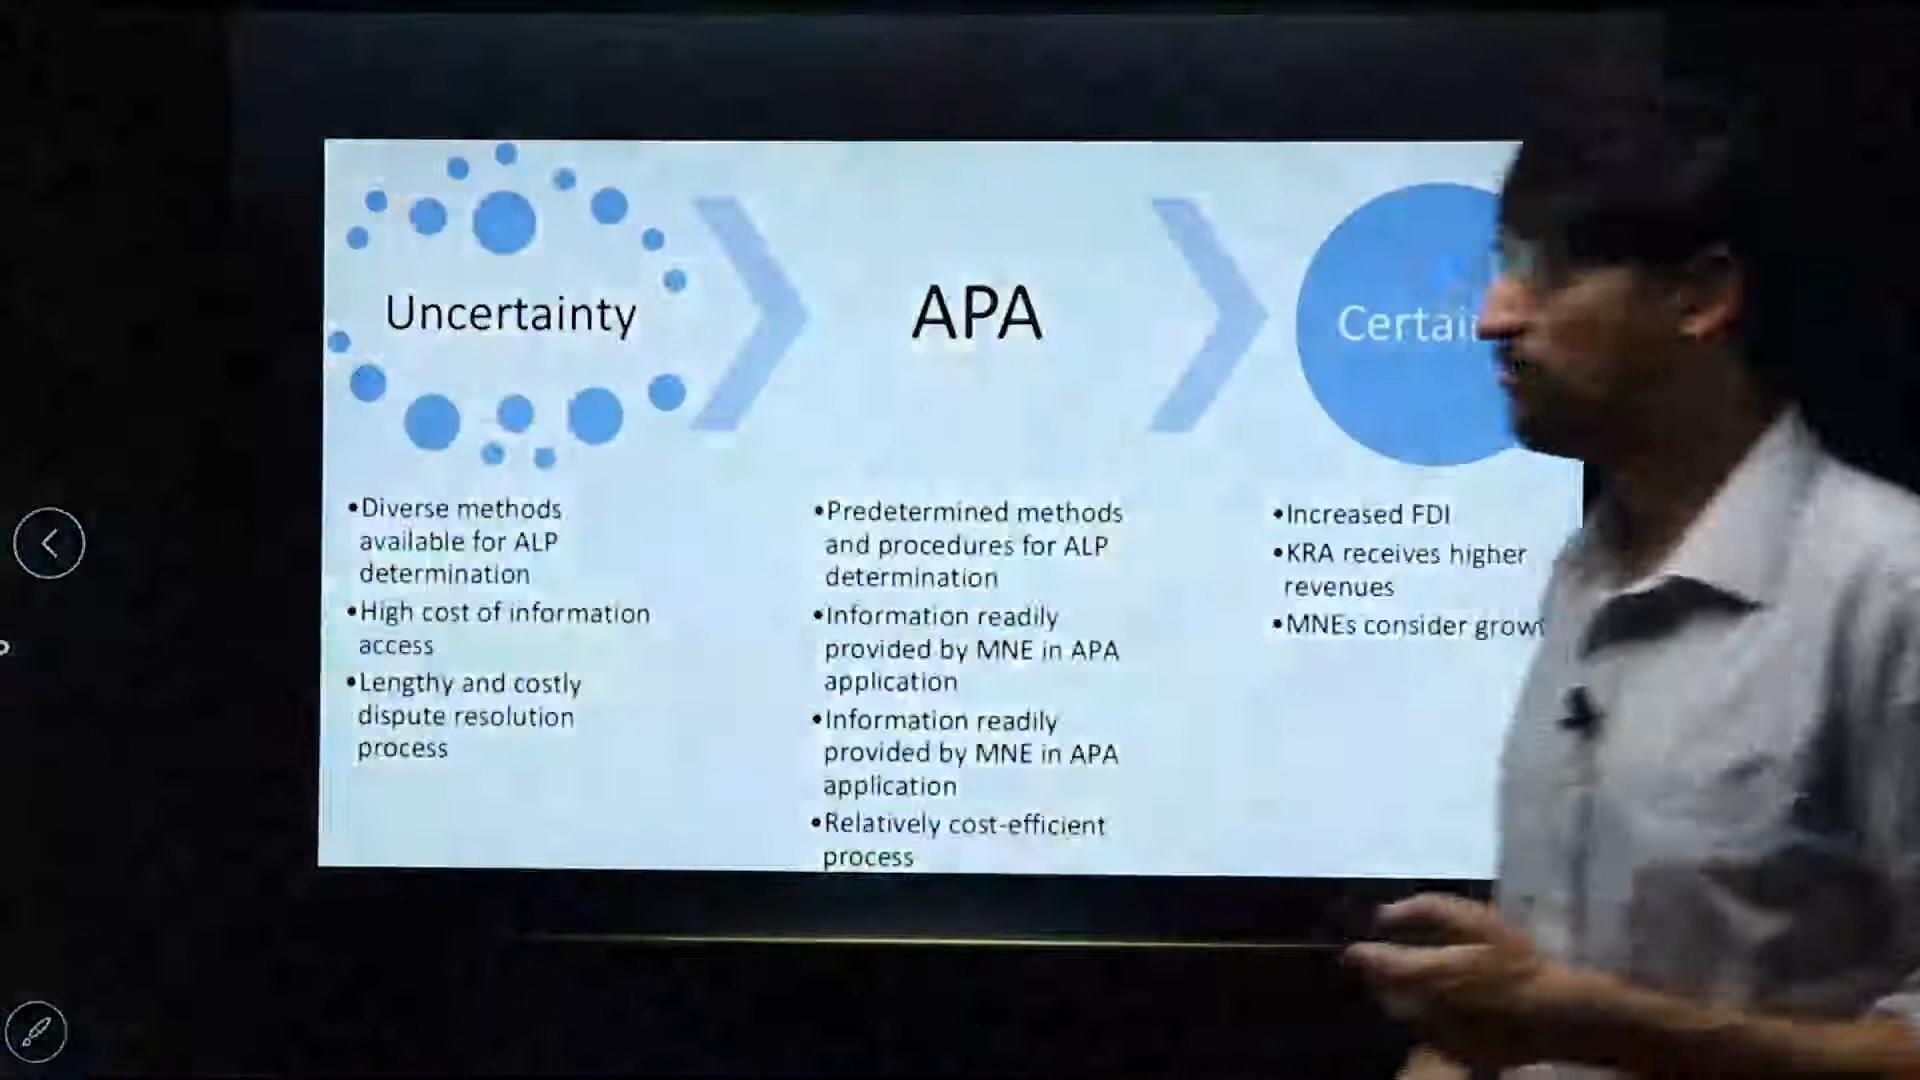 Uncertainty
•Diverse methods
available for ALP
determination
•High cost of information
access
•Lengthy and costly
dispute resolution
process
APA
•Predetermined methods
and procedures for ALP
determination
•Information readily
provided by MNE in APA
application
•Information readily
provided by MNE in APA
application
•Relatively cost-efficient
process
•Increased FDI
•KRA receives higher
revenues
•MNEs consider